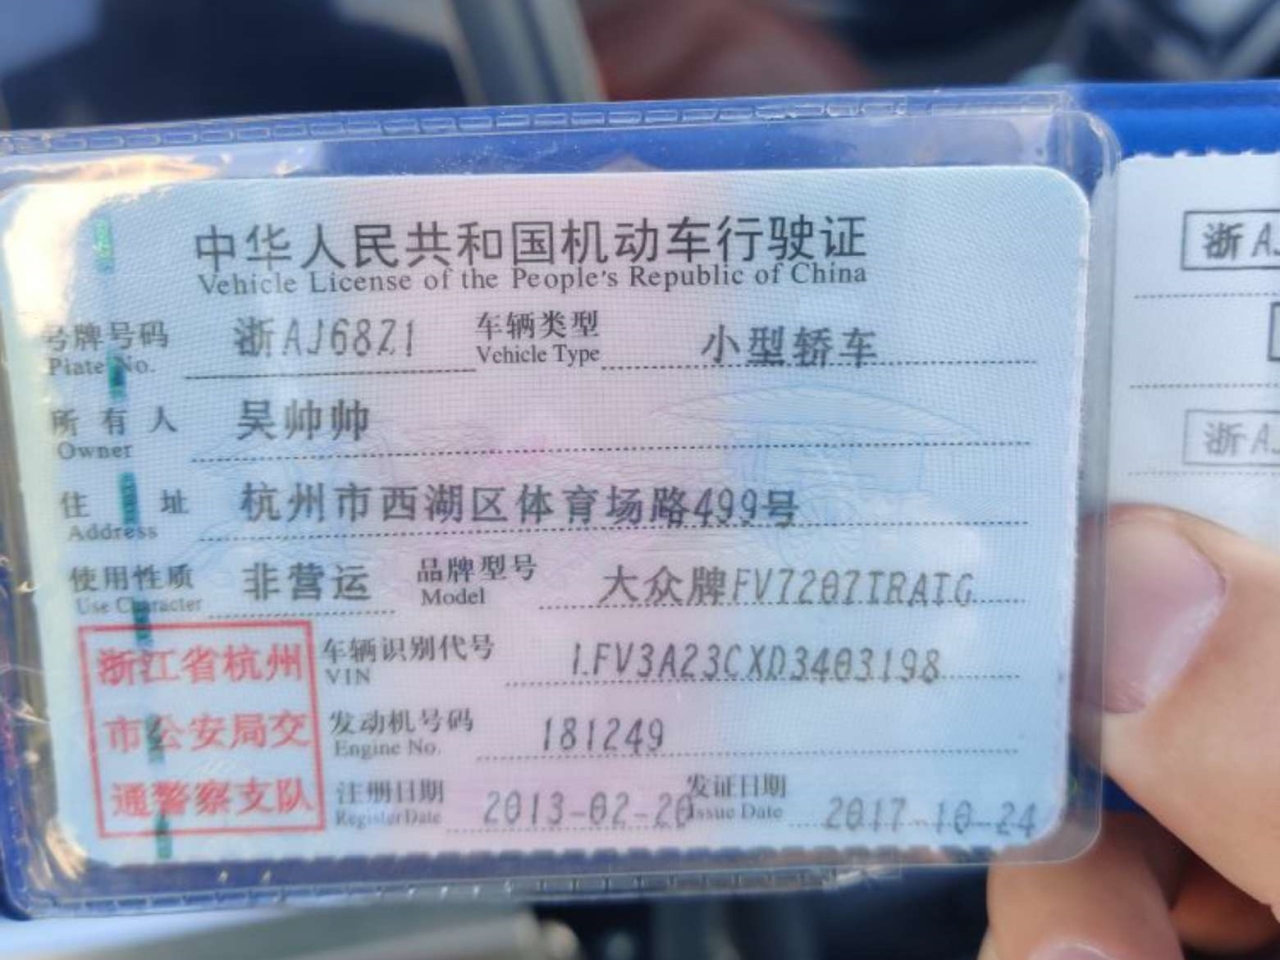 中华人民共和国机动车行驶证
Vehicle License of the People's Republic of China
号牌号码 浙AJ68Z1 车辆类型 小型轿车
Plate No. Vehicle Type
所有人 吴帅帅
Owner
住址 杭州市西湖区体育场路499号
Address
使用性质 非营运 品牌型号 大众牌FV7207IRATG
Use Character Model
浙江省杭州
市公安局交
通警察支队
车辆识别代号 LFV3A23CXD3403198
VIN
发动机号码 181249
Engine No.
注册日期 2013-02-20 发证日期 2017-10-24
Register Date Issue Date
浙A
浙A